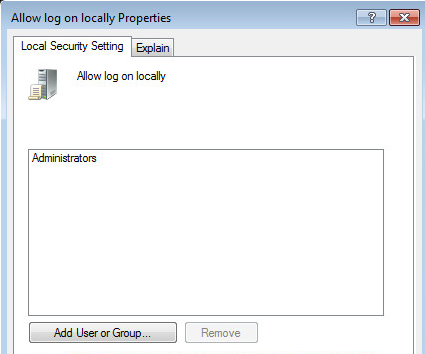 Allow log on locally Properties
Local Security Setting
Explain
Allow log on locally
Administrators
Add User or Group...
Remove